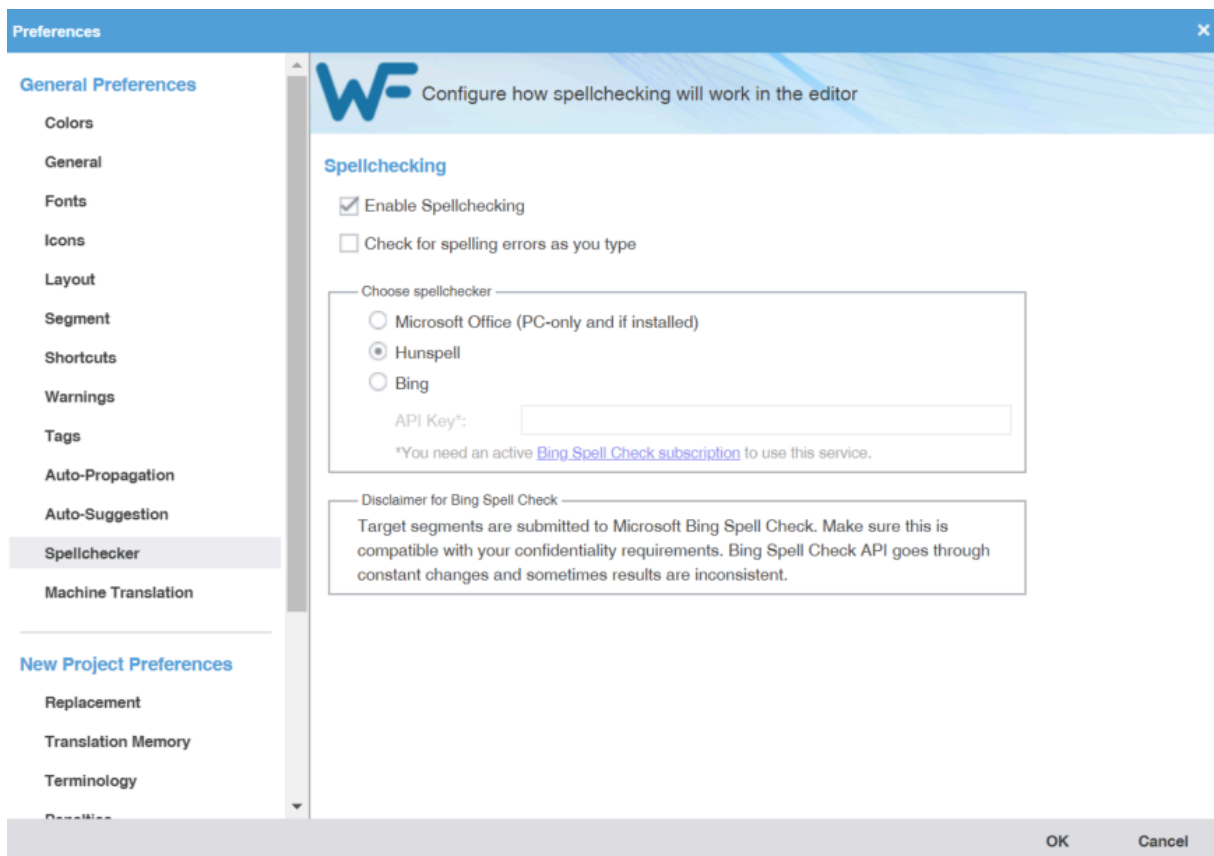 Preferences
General Preferences
Colors
General
Fonts
Icons
Layout
Segment
Shortcuts
Warnings
Tags
Auto-Propagation
Auto-Suggestion
Spellchecker
Machine Translation
New Project Preferences
Replacement
Translation Memory
Terminology
WF
Configure how spellchecking will work in the editor
Spellchecking
Enable Spellchecking
Check for spelling errors as you type
Choose spellchecker
Microsoft Office (PC-only and if installed)
Hunspell
Bing
API Key*:
*You need an active Bing Spell Check subscription to use this service.
Disclaimer for Bing Spell Check
Target segments are submitted to Microsoft Bing Spell Check. Make sure this is
compatible with your confidentiality requirements. Bing Spell Check API goes through
constant changes and sometimes results are inconsistent.
OK
Cancel